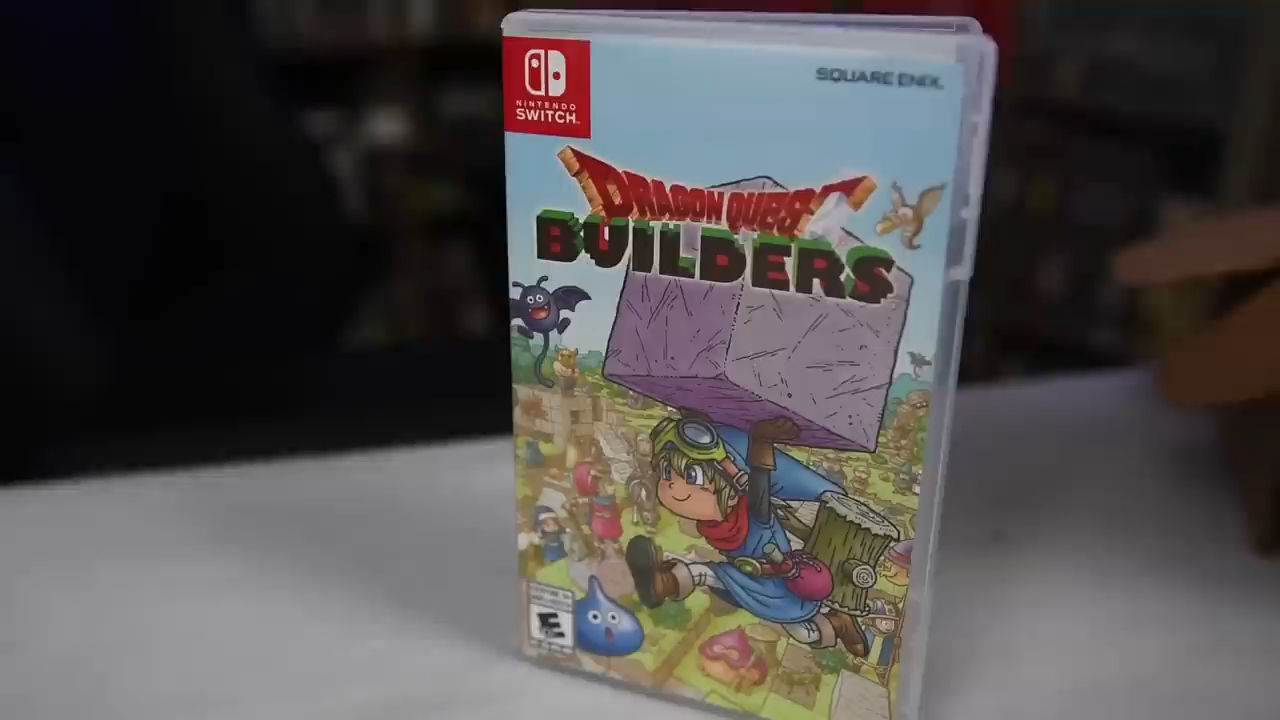 NINTENDO
SWITCH
SQUARE ENIX
DRAGON QUEST
BUILDERS
E